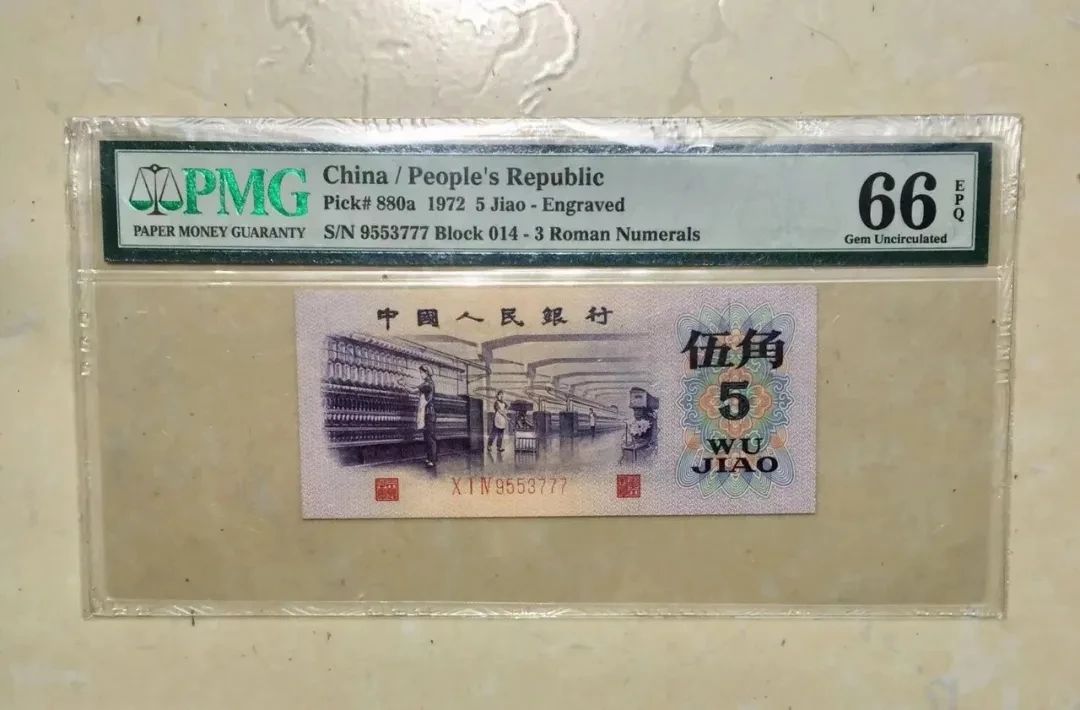 PMG
PAPER MONEY GUARANTY
China / People's Republic
Pick# 880a 1972 5 Jiao - Engraved
S/N 9553777 Block 014 - 3 Roman Numerals
66 EPQ
Gem Uncirculated
中國人民銀行
伍角
5
WU
JIAO
X I IV 9553777